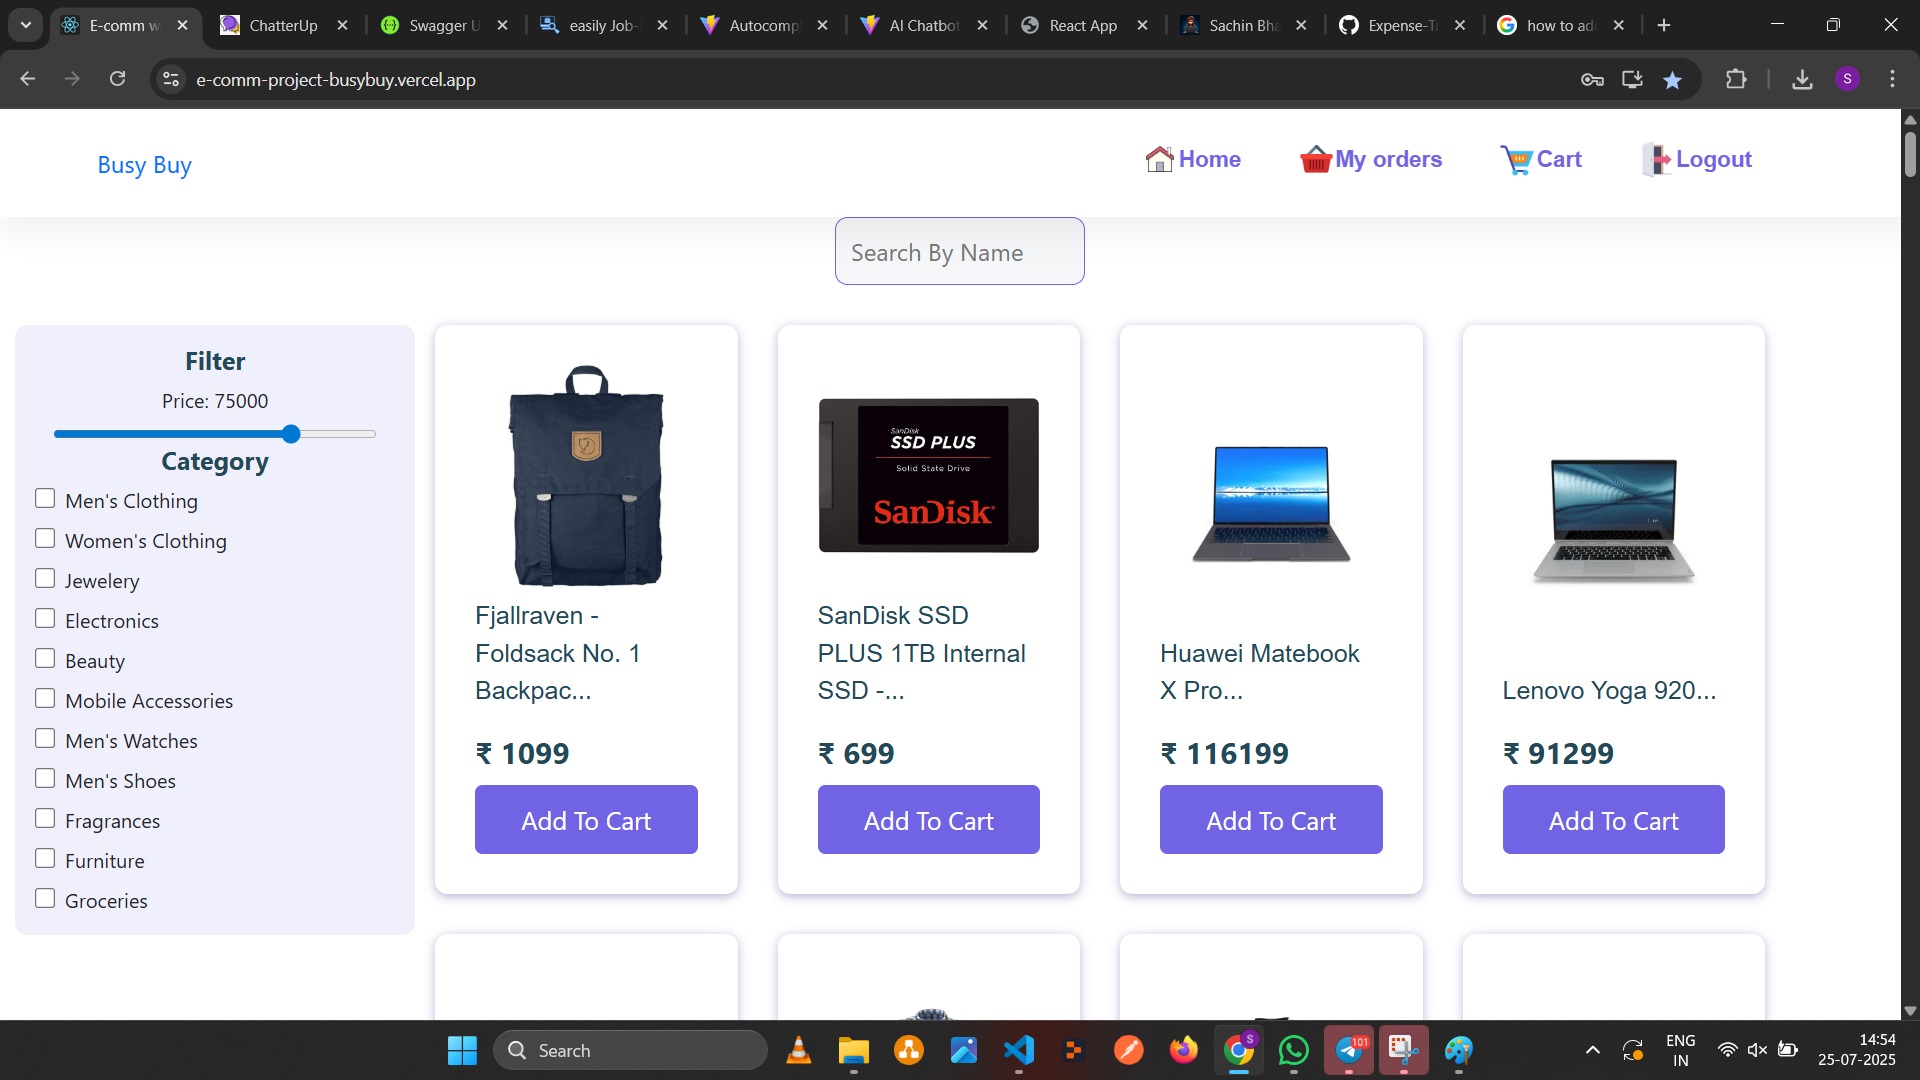 E-comm w
ChatterUp
Swagger U
easily Job-
Autocomp
AI Chatbot
React App
Sachin Bha
Expense-Tr
how to ad
e-comm-project-busybuy.vercel.app
S
Busy Buy
Home
My orders
Cart
Logout
Search By Name
Filter
Price: 75000
Category
Men's Clothing
Women's Clothing
Jewelery
Electronics
Beauty
Mobile Accessories
Men's Watches
Men's Shoes
Fragrances
Furniture
Groceries
SanDisk
SSD PLUS
Solid State Drive
SanDisk
Fjallraven -
Foldsack No. 1
Backpac...
₹ 1099
Add To Cart
SanDisk SSD
PLUS 1TB Internal
SSD -...
₹ 699
Add To Cart
Huawei Matebook
X Pro...
₹ 116199
Add To Cart
Lenovo Yoga 920...
₹ 91299
Add To Cart
Search
S
101
ENG
IN
14:54
25-07-2025